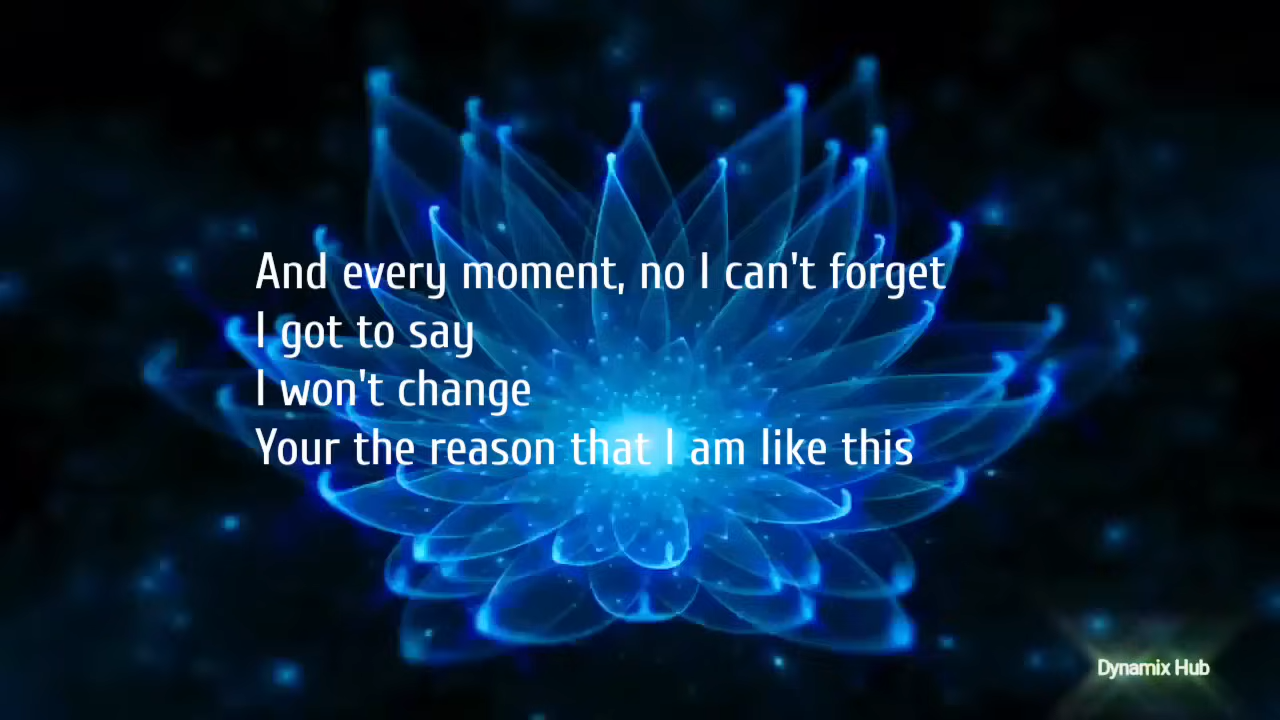 And every moment, no I can't forget
I got to say
I won't change
Your the reason that I am like this
Dynamix Hub